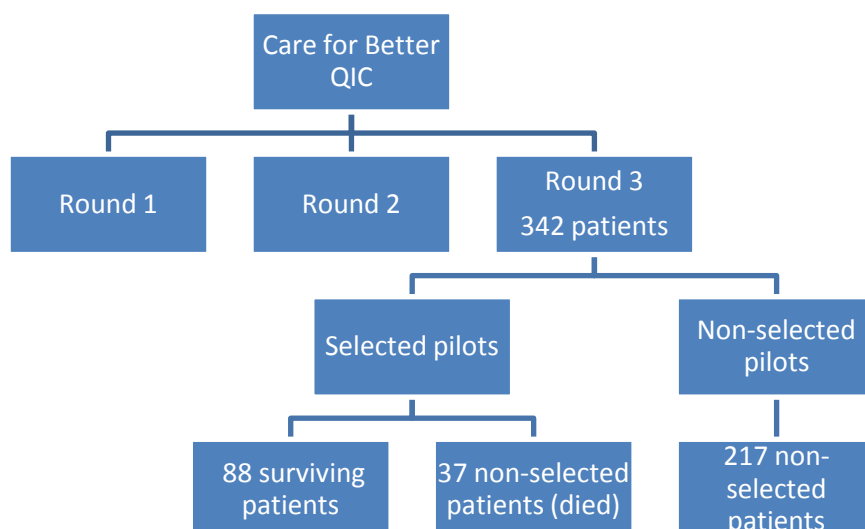 Care for Better
QIC
Round 1
Round 2
Round 3
342 patients
Selected pilots
Non-selected
pilots
88 surviving
patients
37 non-selected
patients (died)
217 non-
selected
patients